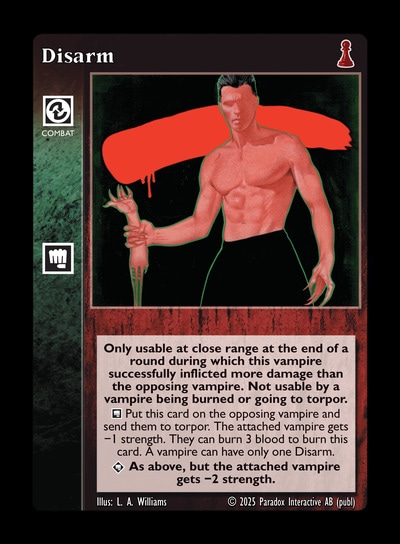 Disarm
COMBAT
Only usable at close range at the end of a
round during which this vampire
successfully inflicted more damage than
the opposing vampire. Not usable by a
vampire being burned or going to torpor.
Put this card on the opposing vampire and
send them to torpor. The attached vampire gets
−1 strength. They can burn 3 blood to burn this
card. A vampire can have only one Disarm.
As above, but the attached vampire
gets −2 strength.
Illus: L. A. Williams © 2025 Paradox Interactive AB (publ)